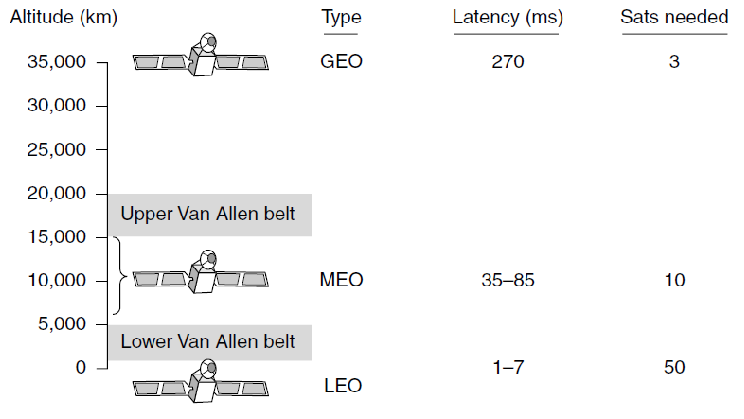 Altitude (km) Type Latency (ms) Sats needed
35,000 GEO 270 3
30,000
25,000
20,000
Upper Van Allen belt
15,000
10,000 MEO 35–85 10
5,000
Lower Van Allen belt
0 1–7 50
LEO